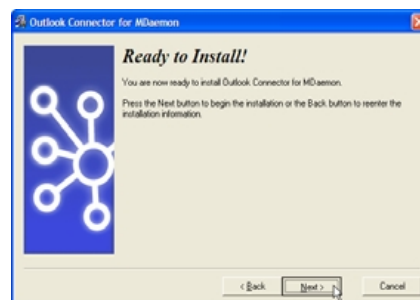 Outlook Connector for MDaemon
Ready to Install!
You are now ready to install Outlook Connector for MDaemon.
Press the Next button to begin the installation or the Back button to reenter the
installation information.
< Back Next > Cancel